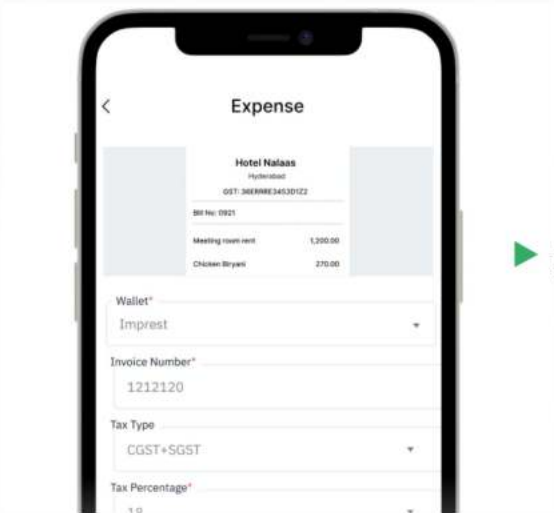 Expense
Hotel Nalaas
Hyderabad
Bill No: 0921
Meeting room rent 1,200.00
Chicken Biryani 270.00
Wallet*
Imprest
Invoice Number*
1212120
Tax Type
CGST+SGST
Tax Percentage*
18